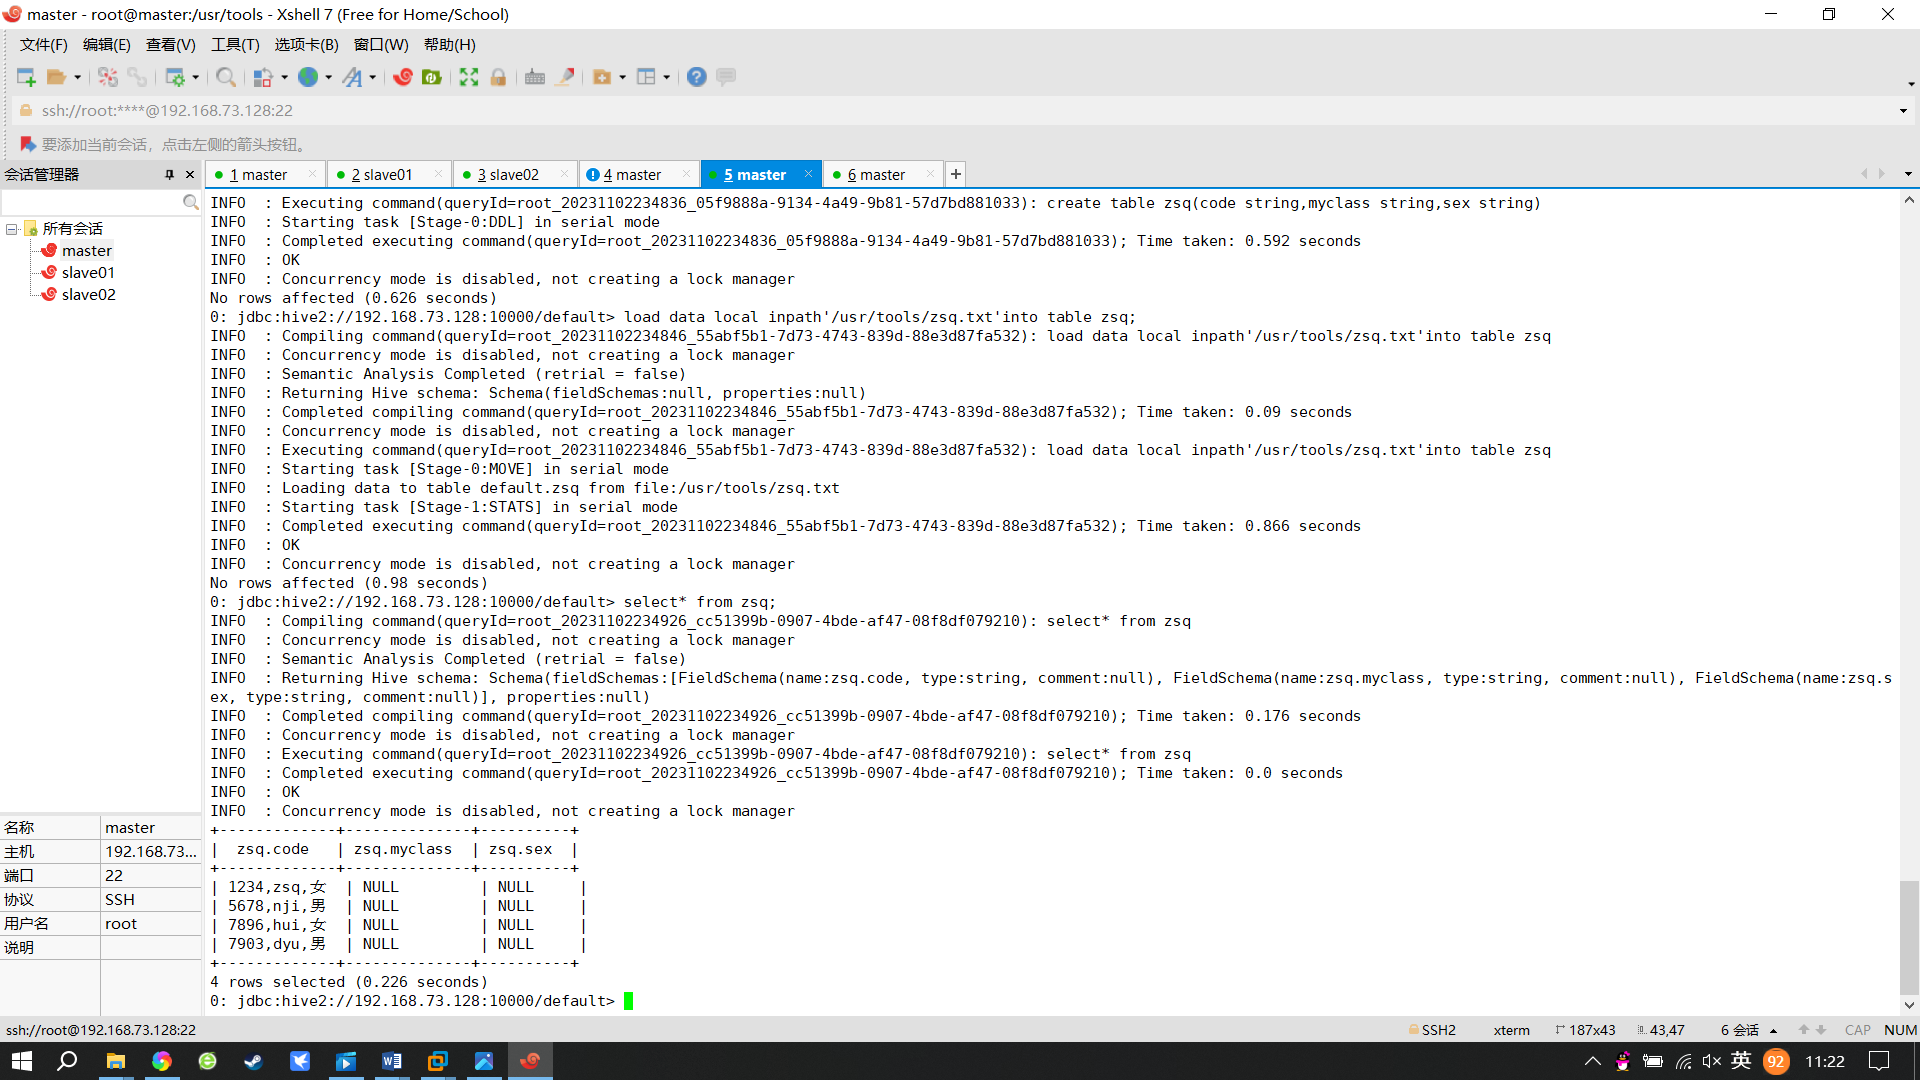 master - root@master:/usr/tools - Xshell 7 (Free for Home/School)
文件(F) 编辑(E) 查看(V) 工具(T) 选项卡(B) 窗口(W) 帮助(H)
ssh://root:****@192.168.73.128:22
要添加当前会话，点击左侧的箭头按钮。
会话管理器
1 master
2 slave01
3 slave02
4 master
5 master
6 master
所有会话
master
slave01
slave02
INFO  : Executing command(queryId=root_20231102234836_05f9888a-9134-4a49-9b81-57d7bd881033): create table zsq(code string,myclass string,sex string)
INFO  : Starting task [Stage-0:DDL] in serial mode
INFO  : Completed executing command(queryId=root_20231102234836_05f9888a-9134-4a49-9b81-57d7bd881033); Time taken: 0.592 seconds
INFO  : OK
INFO  : Concurrency mode is disabled, not creating a lock manager
No rows affected (0.626 seconds)
0: jdbc:hive2://192.168.73.128:10000/default> load data local inpath'/usr/tools/zsq.txt'into table zsq;
INFO  : Compiling command(queryId=root_20231102234846_55abf5b1-7d73-4743-839d-88e3d87fa532): load data local inpath'/usr/tools/zsq.txt'into table zsq
INFO  : Concurrency mode is disabled, not creating a lock manager
INFO  : Semantic Analysis Completed (retrial = false)
INFO  : Returning Hive schema: Schema(fieldSchemas:null, properties:null)
INFO  : Completed compiling command(queryId=root_20231102234846_55abf5b1-7d73-4743-839d-88e3d87fa532); Time taken: 0.09 seconds
INFO  : Concurrency mode is disabled, not creating a lock manager
INFO  : Executing command(queryId=root_20231102234846_55abf5b1-7d73-4743-839d-88e3d87fa532): load data local inpath'/usr/tools/zsq.txt'into table zsq
INFO  : Starting task [Stage-0:MOVE] in serial mode
INFO  : Loading data to table default.zsq from file:/usr/tools/zsq.txt
INFO  : Starting task [Stage-1:STATS] in serial mode
INFO  : Completed executing command(queryId=root_20231102234846_55abf5b1-7d73-4743-839d-88e3d87fa532); Time taken: 0.866 seconds
INFO  : OK
INFO  : Concurrency mode is disabled, not creating a lock manager
No rows affected (0.98 seconds)
0: jdbc:hive2://192.168.73.128:10000/default> select* from zsq;
INFO  : Compiling command(queryId=root_20231102234926_cc51399b-0907-4bde-af47-08f8df079210): select* from zsq
INFO  : Concurrency mode is disabled, not creating a lock manager
INFO  : Semantic Analysis Completed (retrial = false)
INFO  : Returning Hive schema: Schema(fieldSchemas:[FieldSchema(name:zsq.code, type:string, comment:null), FieldSchema(name:zsq.myclass, type:string, comment:null), FieldSchema(name:zsq.s
ex, type:string, comment:null)], properties:null)
INFO  : Completed compiling command(queryId=root_20231102234926_cc51399b-0907-4bde-af47-08f8df079210); Time taken: 0.176 seconds
INFO  : Concurrency mode is disabled, not creating a lock manager
INFO  : Executing command(queryId=root_20231102234926_cc51399b-0907-4bde-af47-08f8df079210): select* from zsq
INFO  : Completed executing command(queryId=root_20231102234926_cc51399b-0907-4bde-af47-08f8df079210); Time taken: 0.0 seconds
INFO  : OK
INFO  : Concurrency mode is disabled, not creating a lock manager
+-------------+--------------+----------+
|  zsq.code   | zsq.myclass  | zsq.sex  |
+-------------+--------------+----------+
| 1234,zsq,女  | NULL         | NULL     |
| 5678,nji,男  | NULL         | NULL     |
| 7896,hui,女  | NULL         | NULL     |
| 7903,dyu,男  | NULL         | NULL     |
+-------------+--------------+----------+
4 rows selected (0.226 seconds)
0: jdbc:hive2://192.168.73.128:10000/default>
名称 master
主机 192.168.73...
端口 22
协议 SSH
用户名 root
说明
ssh://root@192.168.73.128:22 SSH2 xterm 187x43 43,47 6 会话 CAP NUM
英 92 11:22